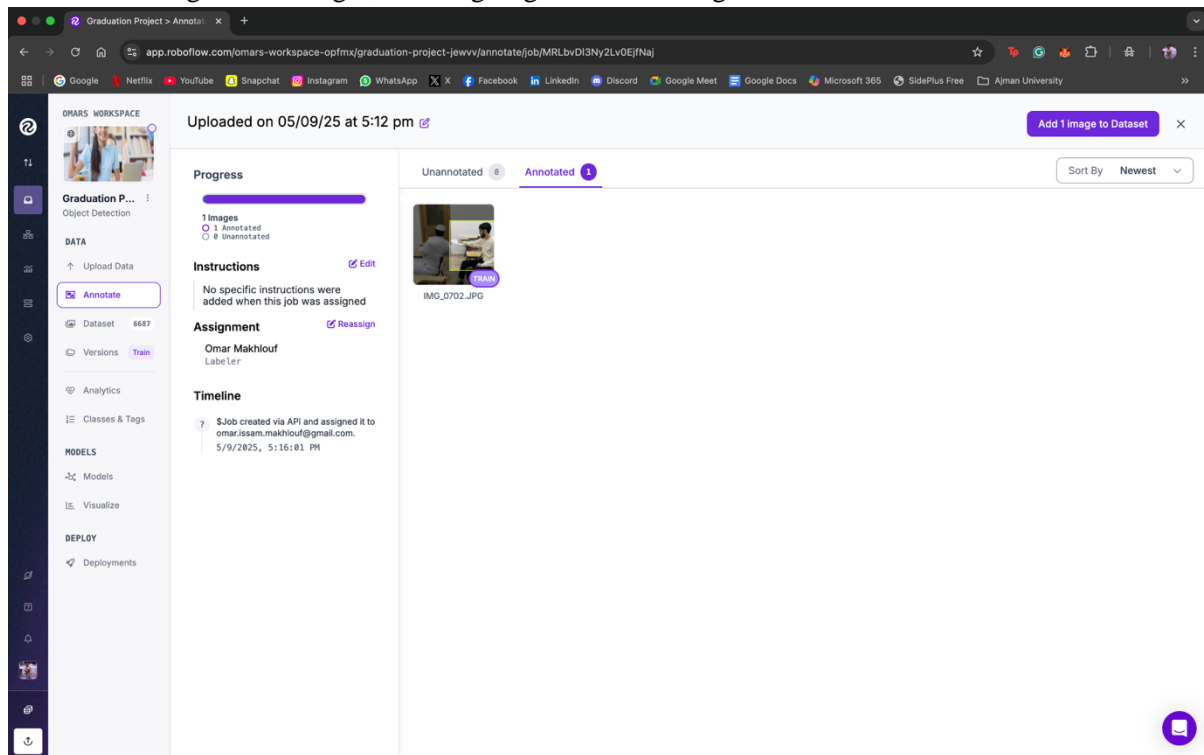 Graduation Project > Annotat
app.roboflow.com/omars-workspace-opfmx/graduation-project-jewvv/annotate/job/MRLbvDI3Ny2Lv0EjfNaj
Google Netflix YouTube Snapchat Instagram WhatsApp X Facebook LinkedIn Discord Google Meet Google Docs Microsoft 365 SidePlus Free Ajman University
OMARS WORKSPACE
Graduation P...
Object Detection
DATA
Upload Data
Annotate
Dataset 6687
Versions Train
Analytics
Classes & Tags
MODELS
Models
Visualize
DEPLOY
Deployments
Uploaded on 05/09/25 at 5:12 pm
Add 1 image to Dataset
Progress
1 Images
1 Annotated
0 Unannotated
Instructions Edit
No specific instructions were
added when this job was assigned
Assignment Reassign
Omar Makhlouf
Labeler
Timeline
$Job created via API and assigned it to
omar.issam.makhlouf@gmail.com.
5/9/2025, 5:16:01 PM
Unannotated 0 Annotated 1
Sort By Newest
TRAIN
IMG_0702.JPG